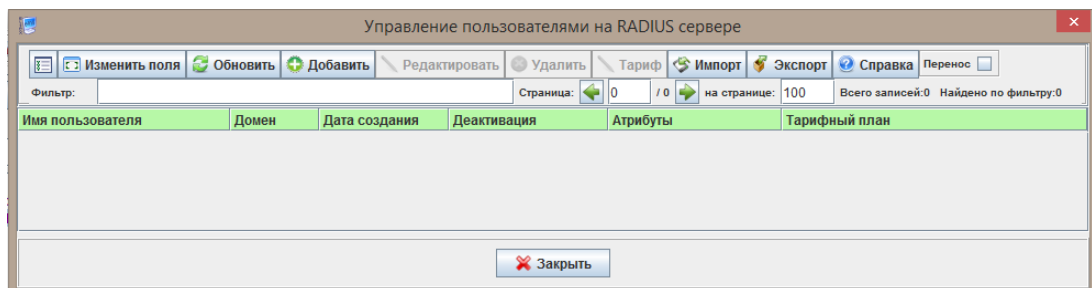 Управление пользователями на RADIUS сервере
Изменить поля Обновить Добавить Редактировать Удалить Тариф Импорт Экспорт Справка Перенос
Фильтр: Страница: 0 / 0 на странице: 100 Всего записей:0 Найдено по фильтру:0
Имя пользователя Домен Дата создания Деактивация Атрибуты Тарифный план
Закрыть